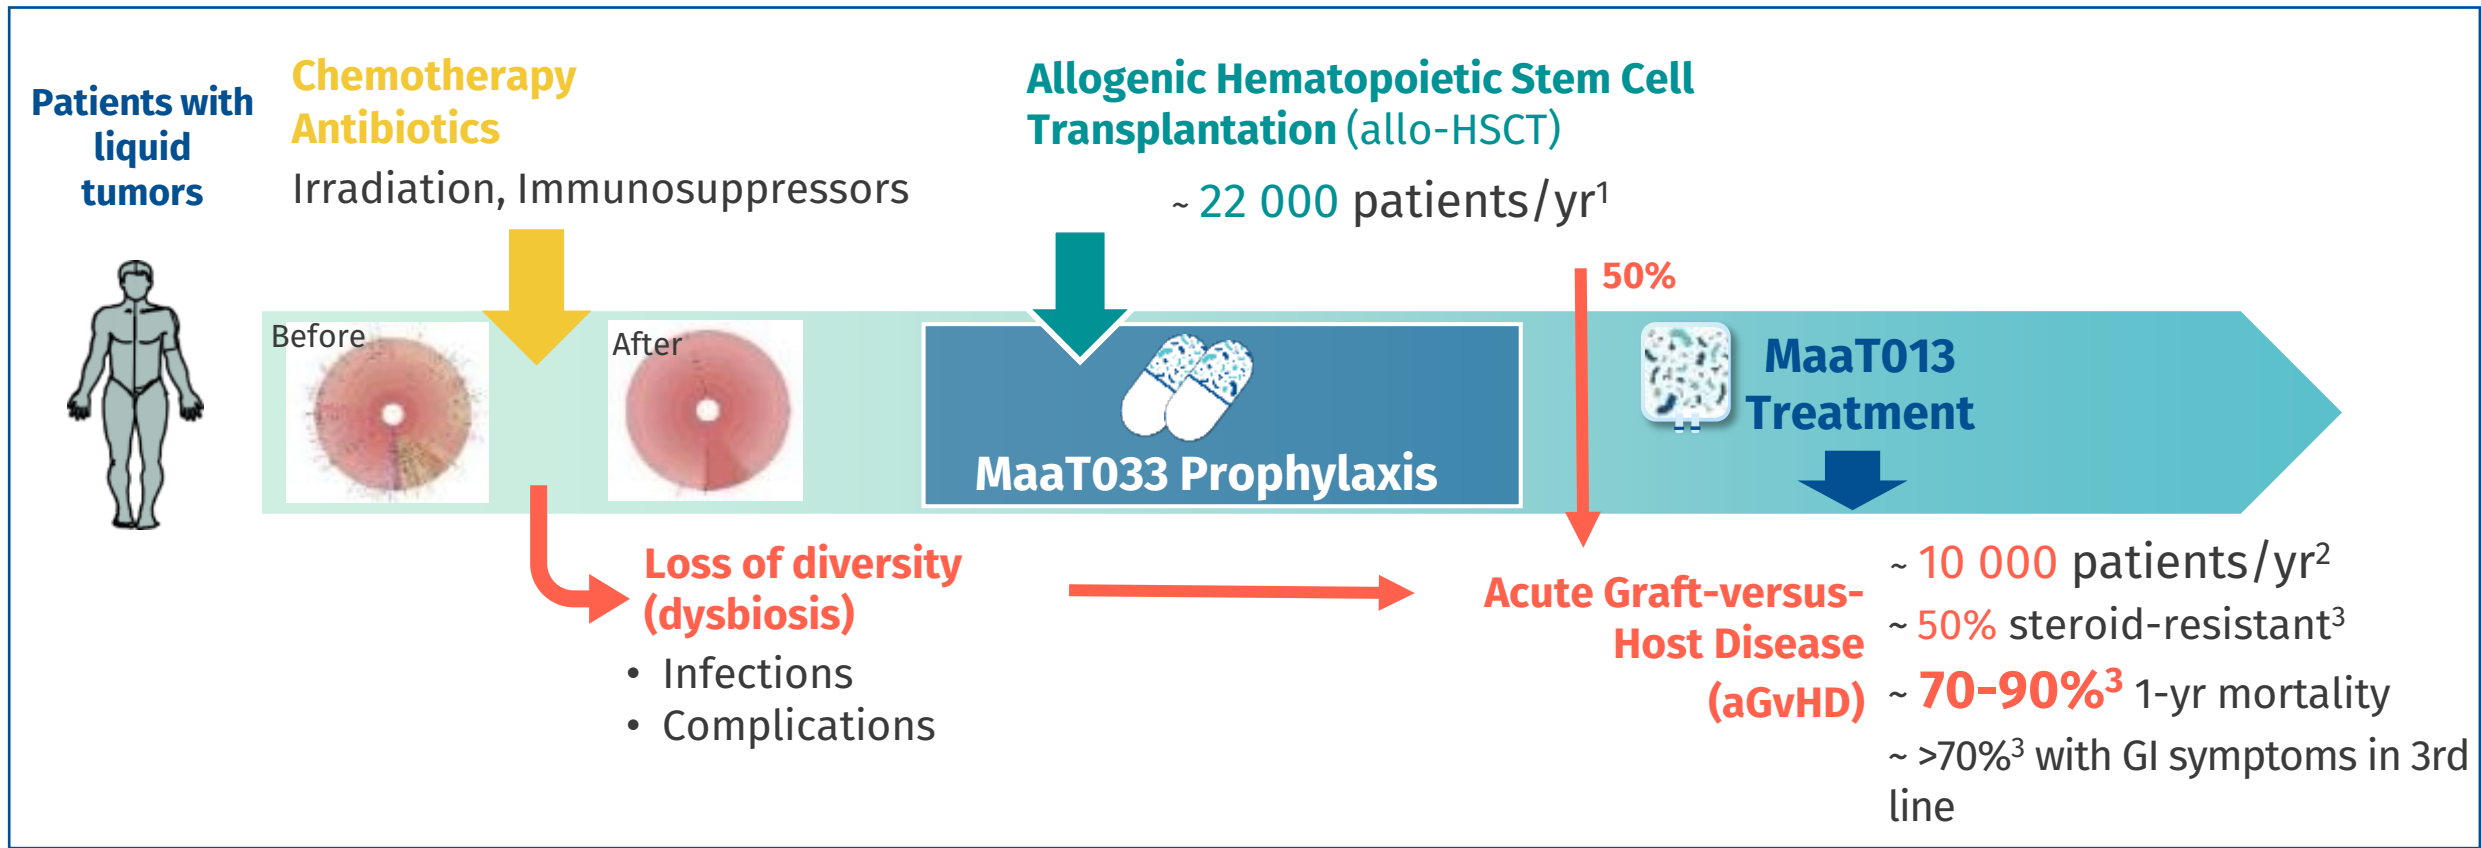 Patients with
liquid
tumors
Chemotherapy
Antibiotics
Irradiation, Immunosuppressors
Allogenic Hematopoietic Stem Cell
Transplantation (allo-HSCT)
~ 22 000 patients/yr¹
50%
Before
After
MaaT033 Prophylaxis
MaaT013
Treatment
Loss of diversity
(dysbiosis)
• Infections
• Complications
Acute Graft-versus-
Host Disease
(aGvHD)
~ 10 000 patients/yr²
~ 50% steroid-resistant³
~ 70-90%³ 1-yr mortality
~ >70%³ with GI symptoms in 3rd
line